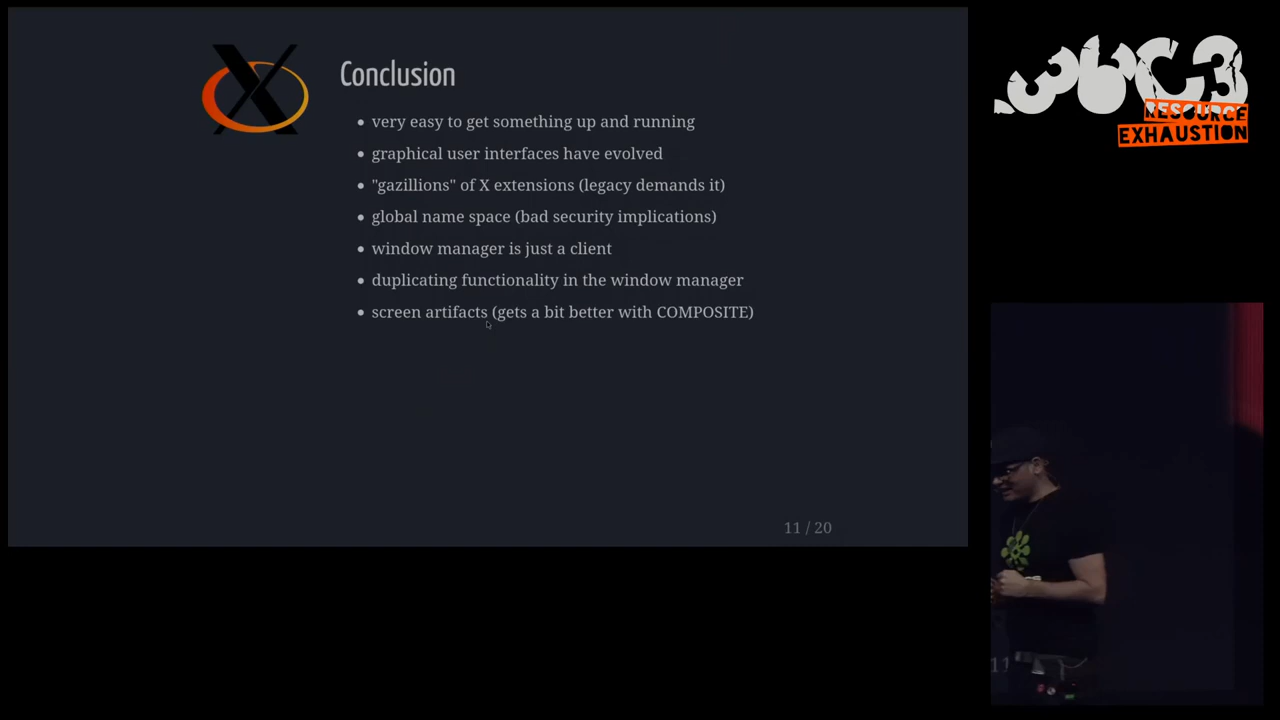 Conclusion
very easy to get something up and running
graphical user interfaces have evolved
"gazillions" of X extensions (legacy demands it)
global name space (bad security implications)
window manager is just a client
duplicating functionality in the window manager
screen artifacts (gets a bit better with COMPOSITE)
11 / 20
36C3
RESOURCE
EXHAUSTION
11